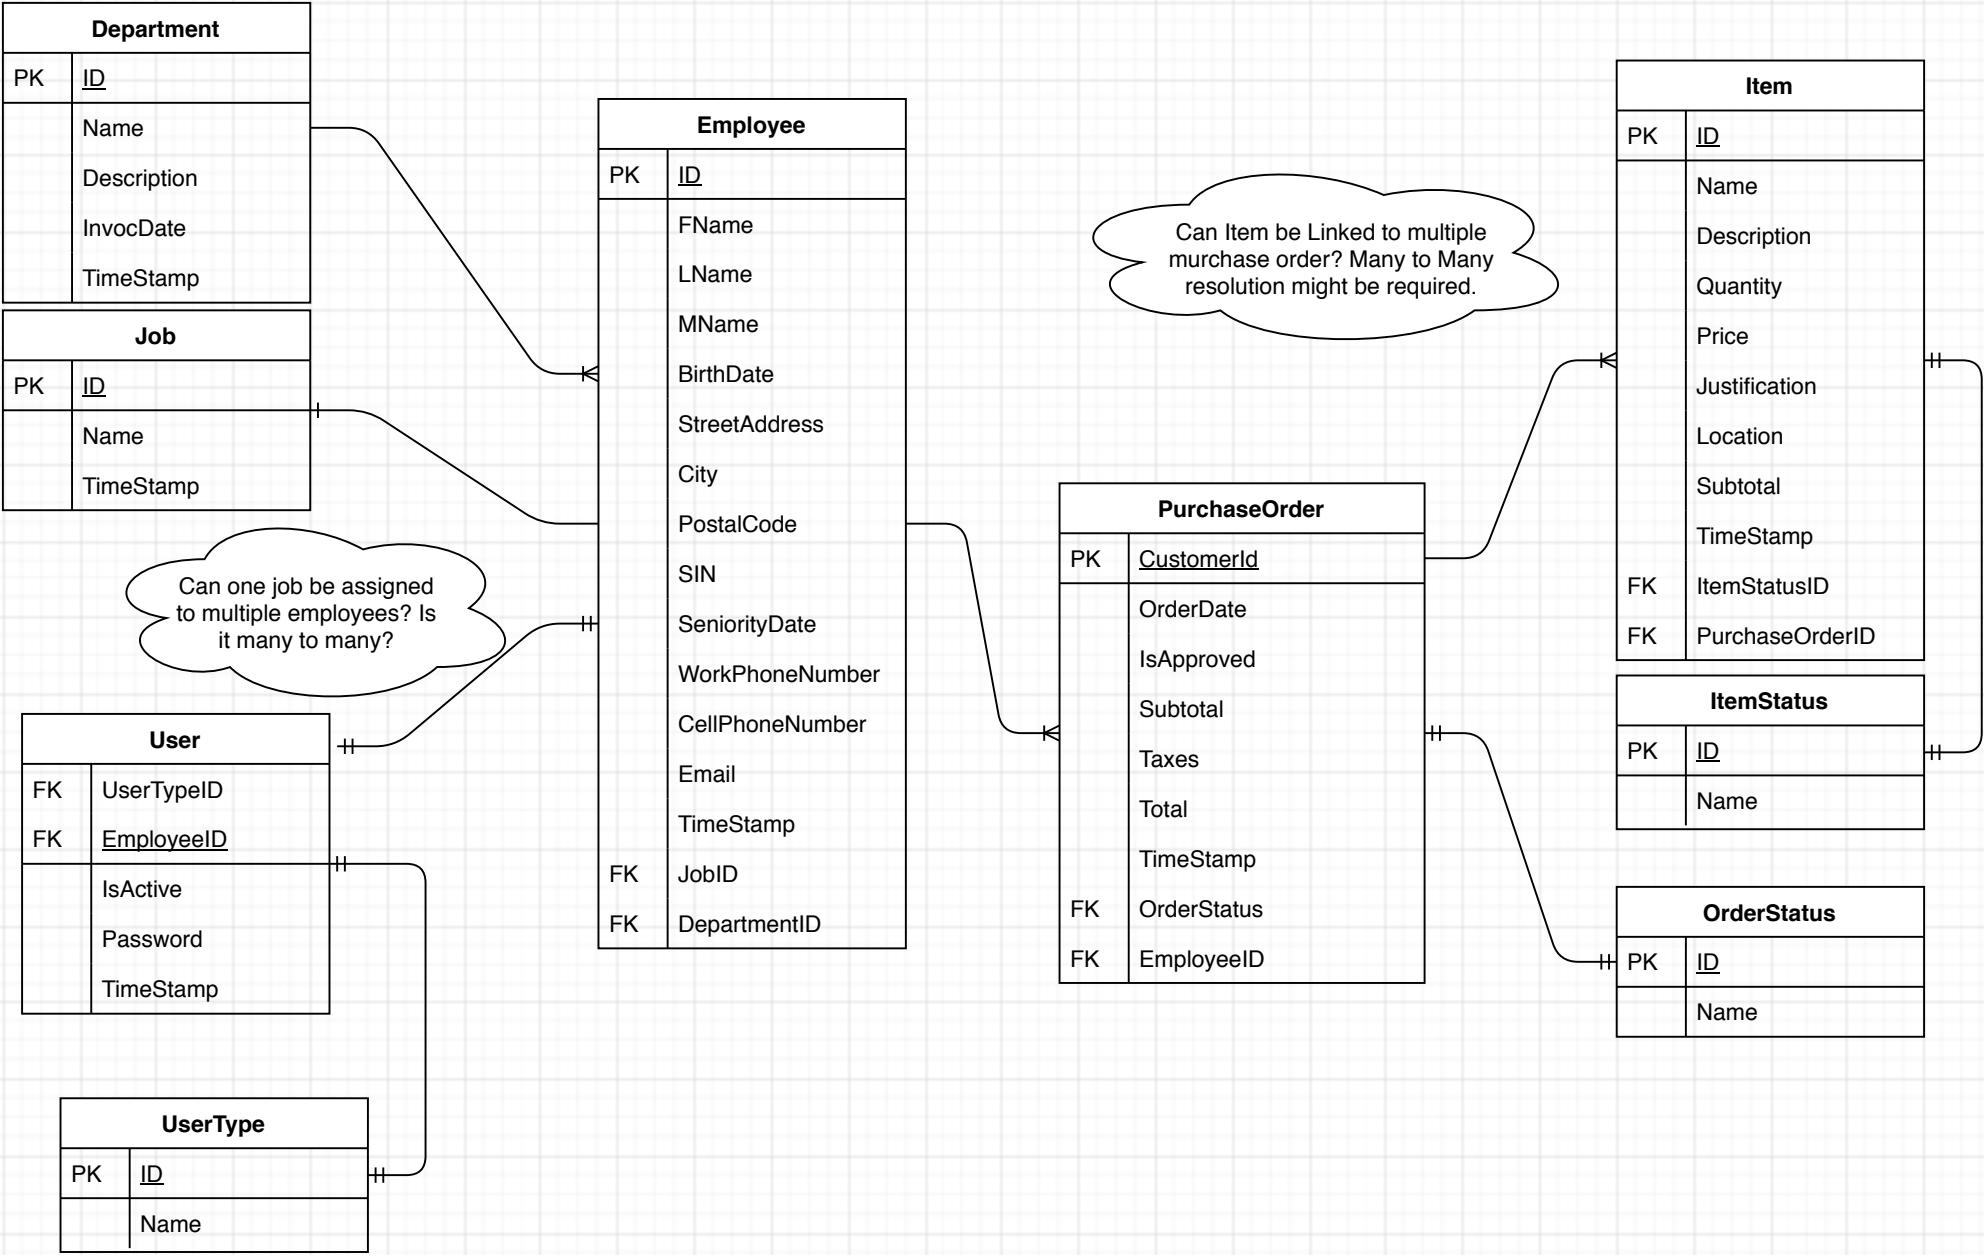 Department
PK ID
Name
Description
InvocDate
TimeStamp
Job
PK ID
Name
TimeStamp
Can one job be assigned
to multiple employees? Is
it many to many?
User
FK UserTypeID
FK EmployeeID
IsActive
Password
TimeStamp
UserType
PK ID
Name
Employee
PK ID
FName
LName
MName
BirthDate
StreetAddress
City
PostalCode
SIN
SeniorityDate
WorkPhoneNumber
CellPhoneNumber
Email
TimeStamp
FK JobID
FK DepartmentID
Can Item be Linked to multiple
murchase order? Many to Many
resolution might be required.
PurchaseOrder
PK CustomerId
OrderDate
IsApproved
Subtotal
Taxes
Total
TimeStamp
FK OrderStatus
FK EmployeeID
Item
PK ID
Name
Description
Quantity
Price
Justification
Location
Subtotal
TimeStamp
FK ItemStatusID
FK PurchaseOrderID
ItemStatus
PK ID
Name
OrderStatus
PK ID
Name